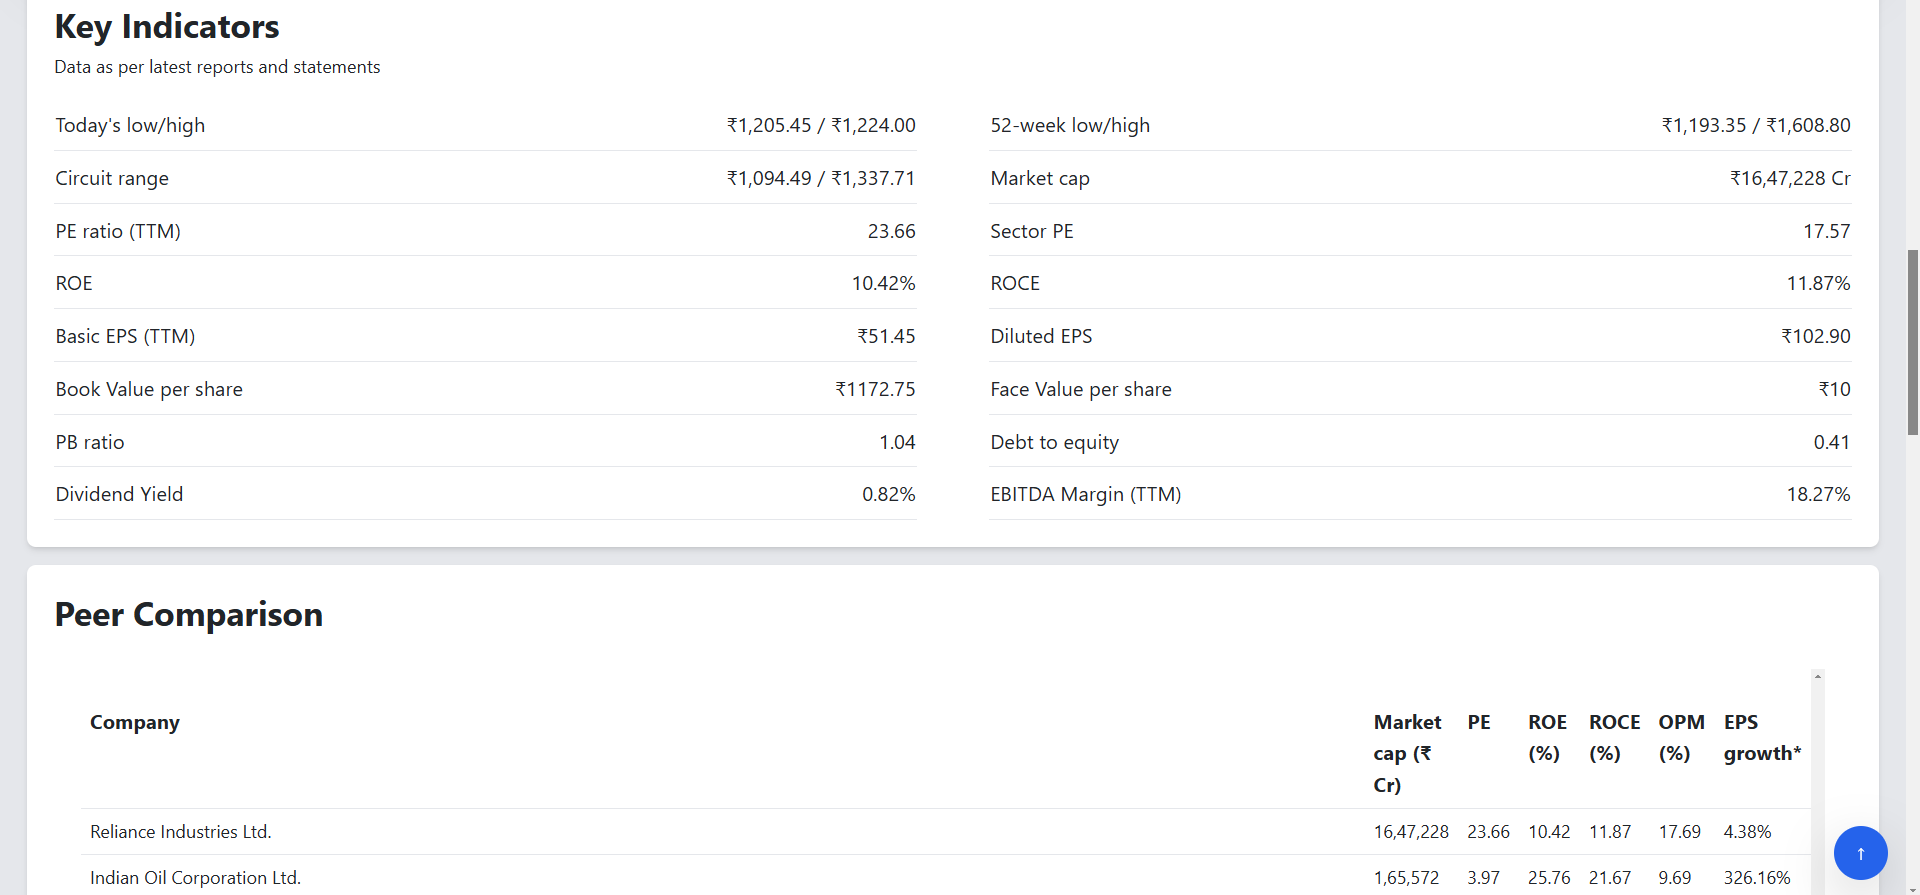 Key Indicators
Data as per latest reports and statements
Today's low/high ₹1,205.45 / ₹1,224.00 52-week low/high ₹1,193.35 / ₹1,608.80
Circuit range ₹1,094.49 / ₹1,337.71 Market cap ₹16,47,228 Cr
PE ratio (TTM) 23.66 Sector PE 17.57
ROE 10.42% ROCE 11.87%
Basic EPS (TTM) ₹51.45 Diluted EPS ₹102.90
Book Value per share ₹1172.75 Face Value per share ₹10
PB ratio 1.04 Debt to equity 0.41
Dividend Yield 0.82% EBITDA Margin (TTM) 18.27%
Peer Comparison
Company Market PE ROE ROCE OPM EPS
cap (₹ (%) (%) (%) growth*
Cr)
Reliance Industries Ltd. 16,47,228 23.66 10.42 11.87 17.69 4.38%
Indian Oil Corporation Ltd. 1,65,572 3.97 25.76 21.67 9.69 326.16%
↑